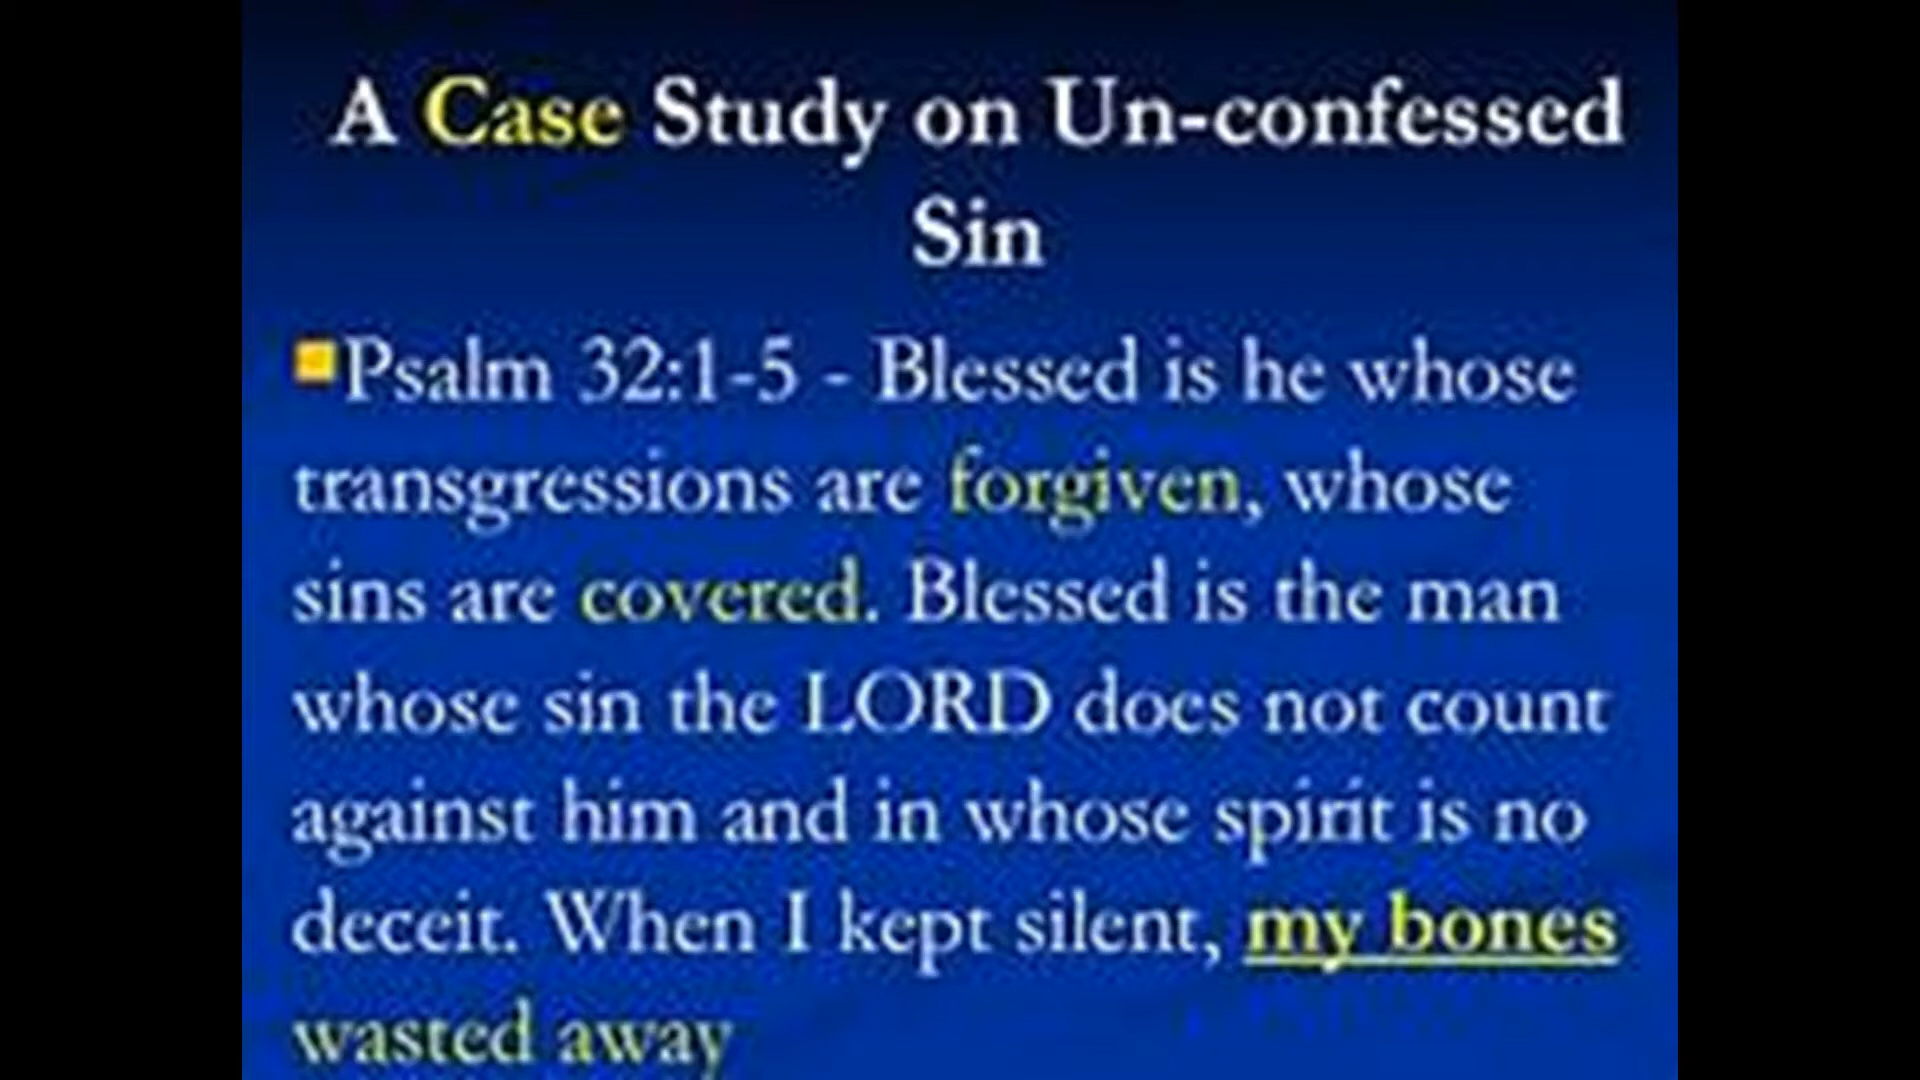 A Case Study on Un-confessed
Sin
Psalm 32:1-5 - Blessed is he whose
transgressions are forgiven, whose
sins are covered. Blessed is the man
whose sin the LORD does not count
against him and in whose spirit is no
deceit. When I kept silent, my bones
wasted away